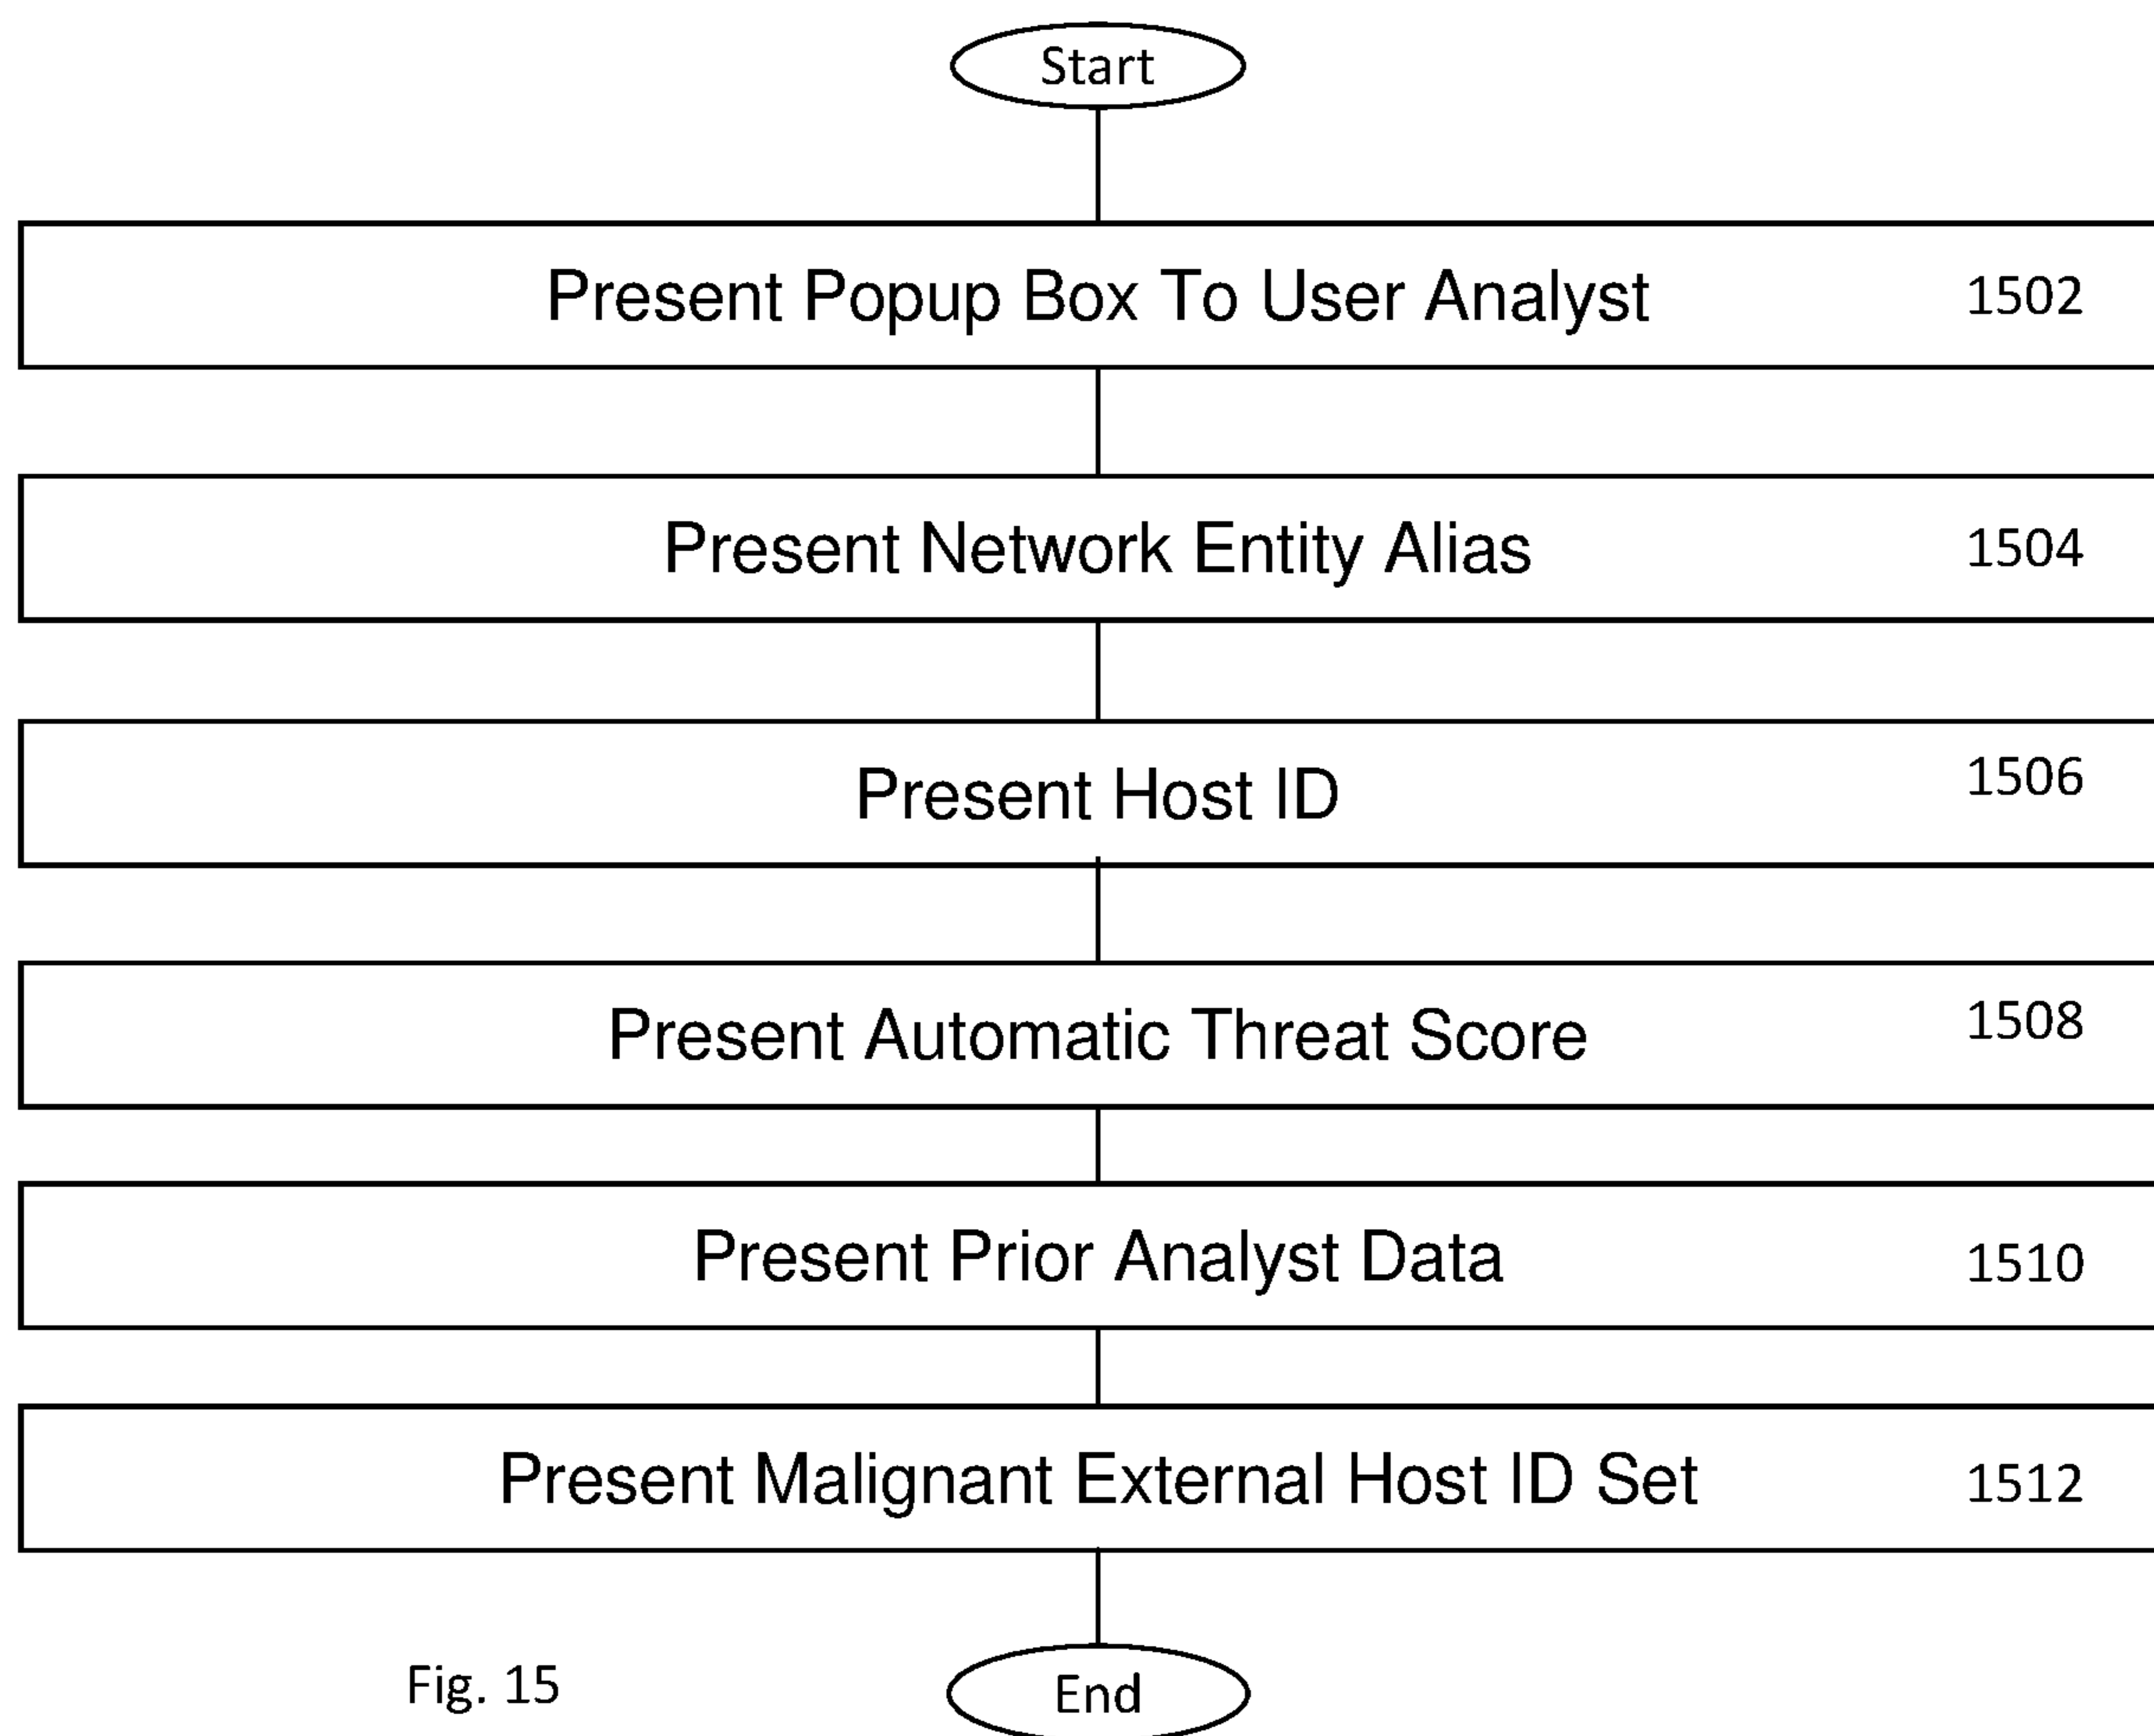 Start
Present Popup Box To User Analyst 1502
Present Network Entity Alias 1504
Present Host ID 1506
Present Automatic Threat Score 1508
Present Prior Analyst Data 1510
Present Malignant External Host ID Set 1512
Fig. 15 End